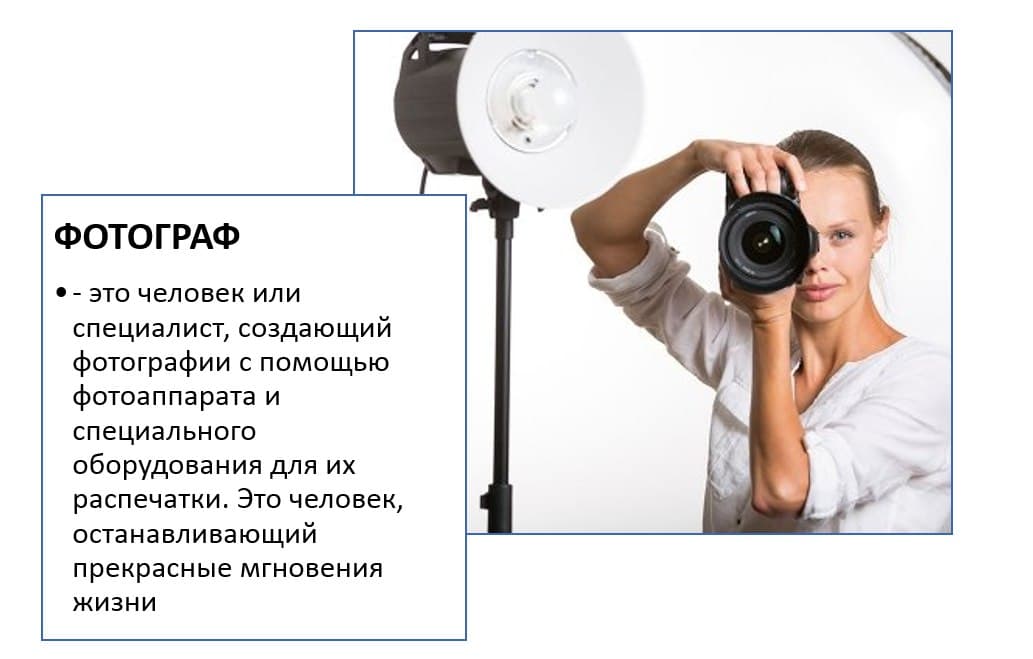 ФОТОГРАФ
• - это человек или
специалист, создающий
фотографии с помощью
фотоаппарата и
специального
оборудования для их
распечатки. Это человек,
останавливающий
прекрасные мгновения
жизни